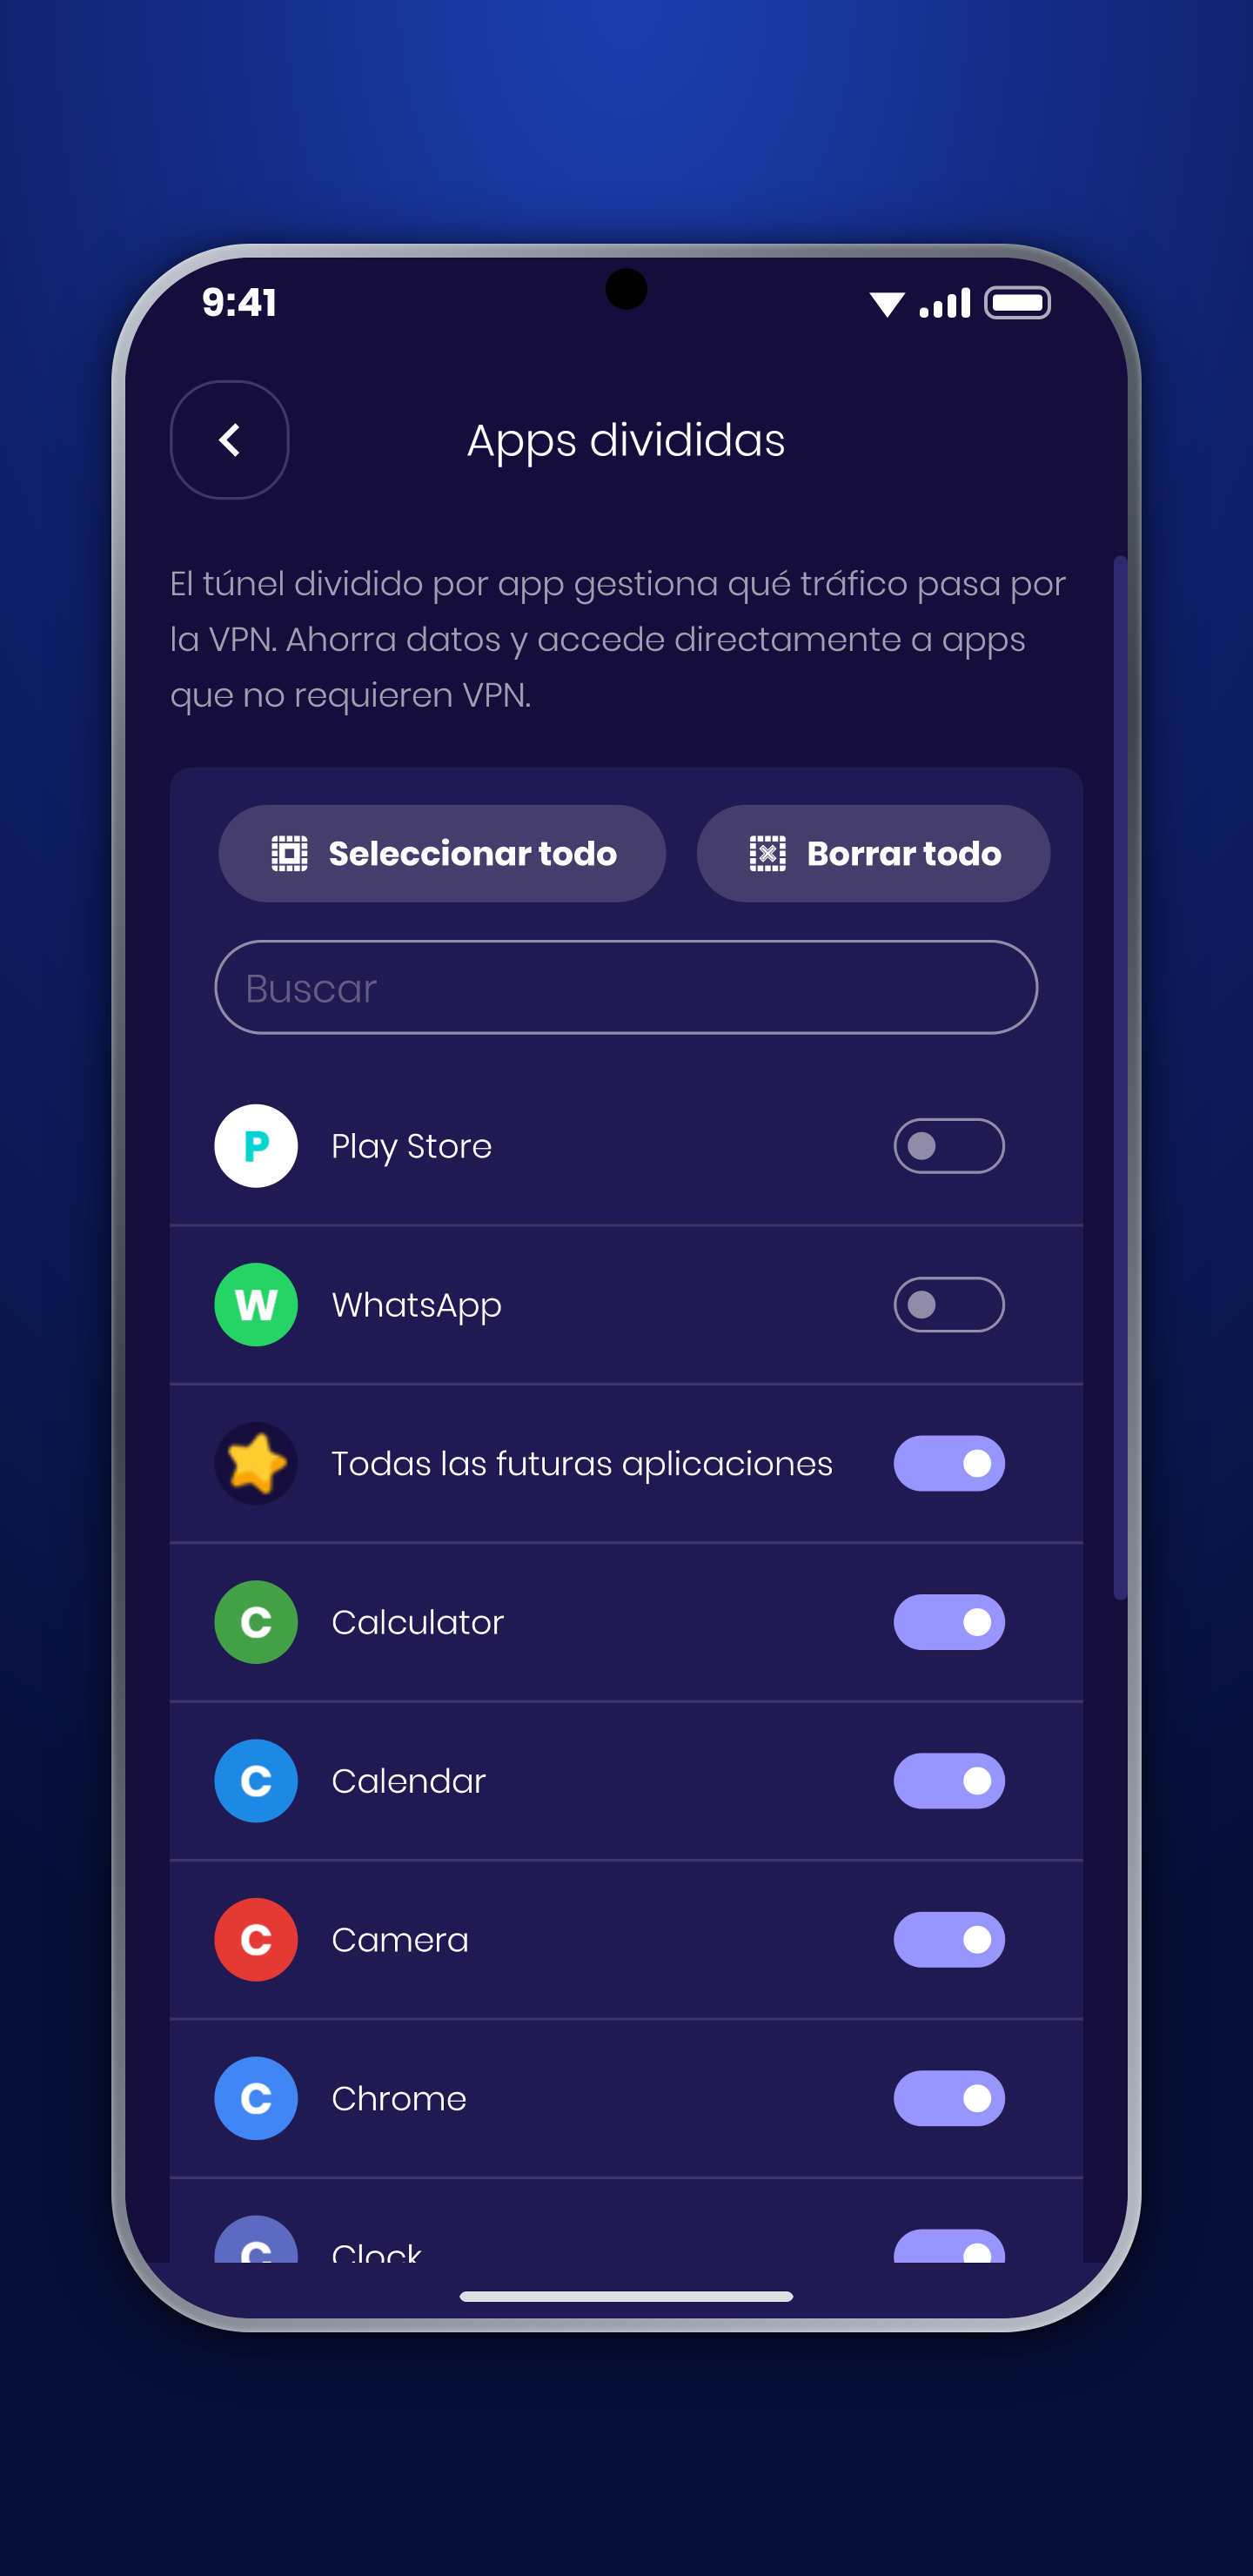 9:41
Apps divididas
El túnel dividido por app gestiona qué tráfico pasa por
la VPN. Ahorra datos y accede directamente a apps
que no requieren VPN.
Seleccionar todo
Borrar todo
Buscar
P Play Store
W WhatsApp
Todas las futuras aplicaciones
C Calculator
C Calendar
C Camera
C Chrome
C Clock